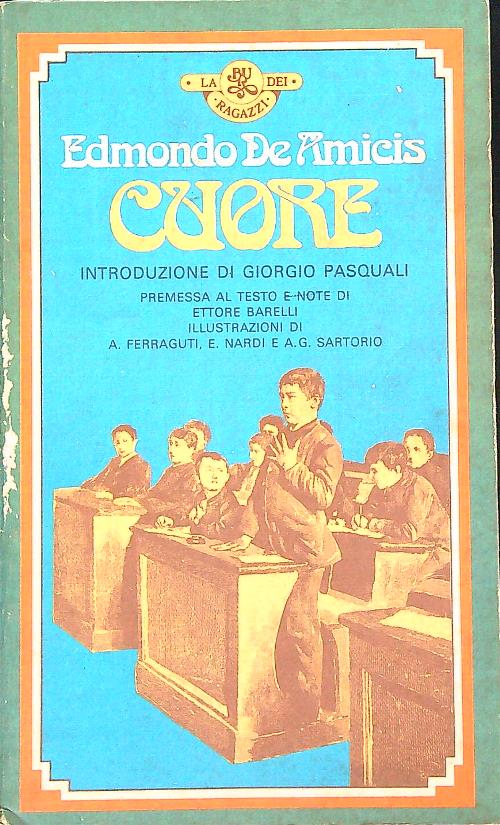 LA BUR DEI
RAGAZZI
Edmondo De Amicis
CUORE
INTRODUZIONE DI GIORGIO PASQUALI
PREMESSA AL TESTO E NOTE DI
ETTORE BARELLI
ILLUSTRAZIONI DI
A. FERRAGUTI, E. NARDI E A.G. SARTORIO